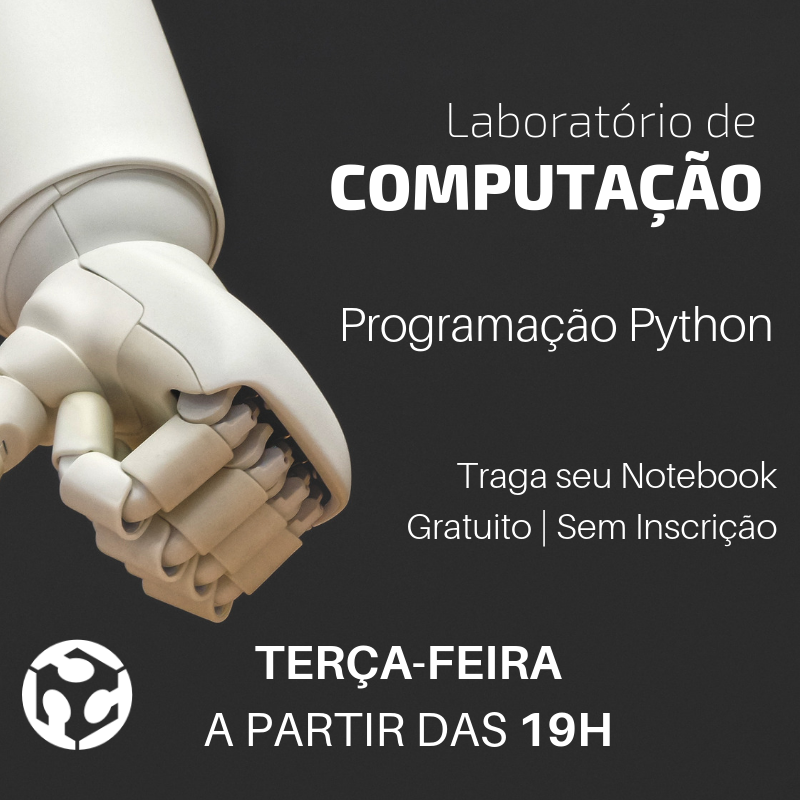 Laboratório de
COMPUTAÇÃO
Programação Python
Traga seu Notebook
Gratuito | Sem Inscrição
TERÇA-FEIRA
A PARTIR DAS 19H